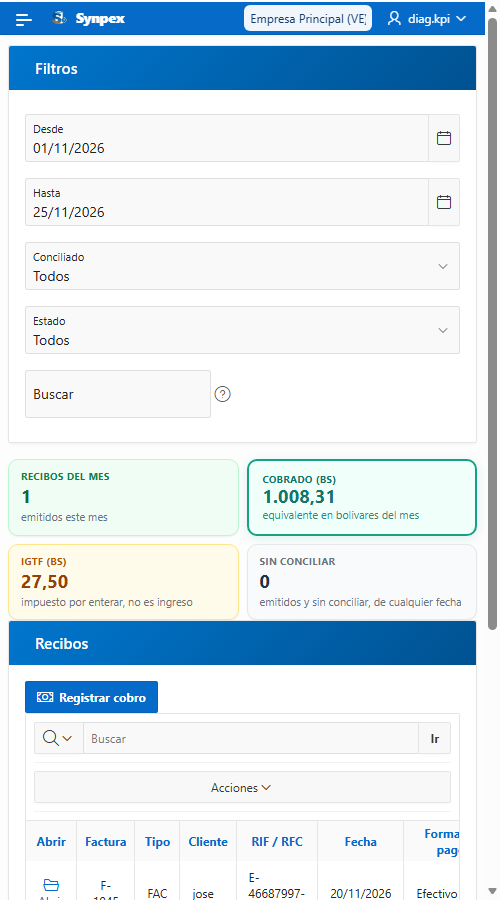 Synpex
Empresa Principal (VE)
diag.kpi
Filtros
Desde
01/11/2026
Hasta
25/11/2026
Conciliado
Todos
Estado
Todos
Buscar
?
RECIBOS DEL MES
1
emitidos este mes
COBRADO (BS)
1.008,31
equivalente en bolívares del mes
IGTF (BS)
27,50
impuesto por enterar, no es ingreso
SIN CONCILIAR
0
emitidos y sin conciliar, de cualquier fecha
Recibos
Registrar cobro
Buscar
Ir
Acciones
Abrir Factura Tipo Cliente RIF / RFC Fecha Forma
F- FAC jose E-
46687997- 20/11/2026 Efectivo